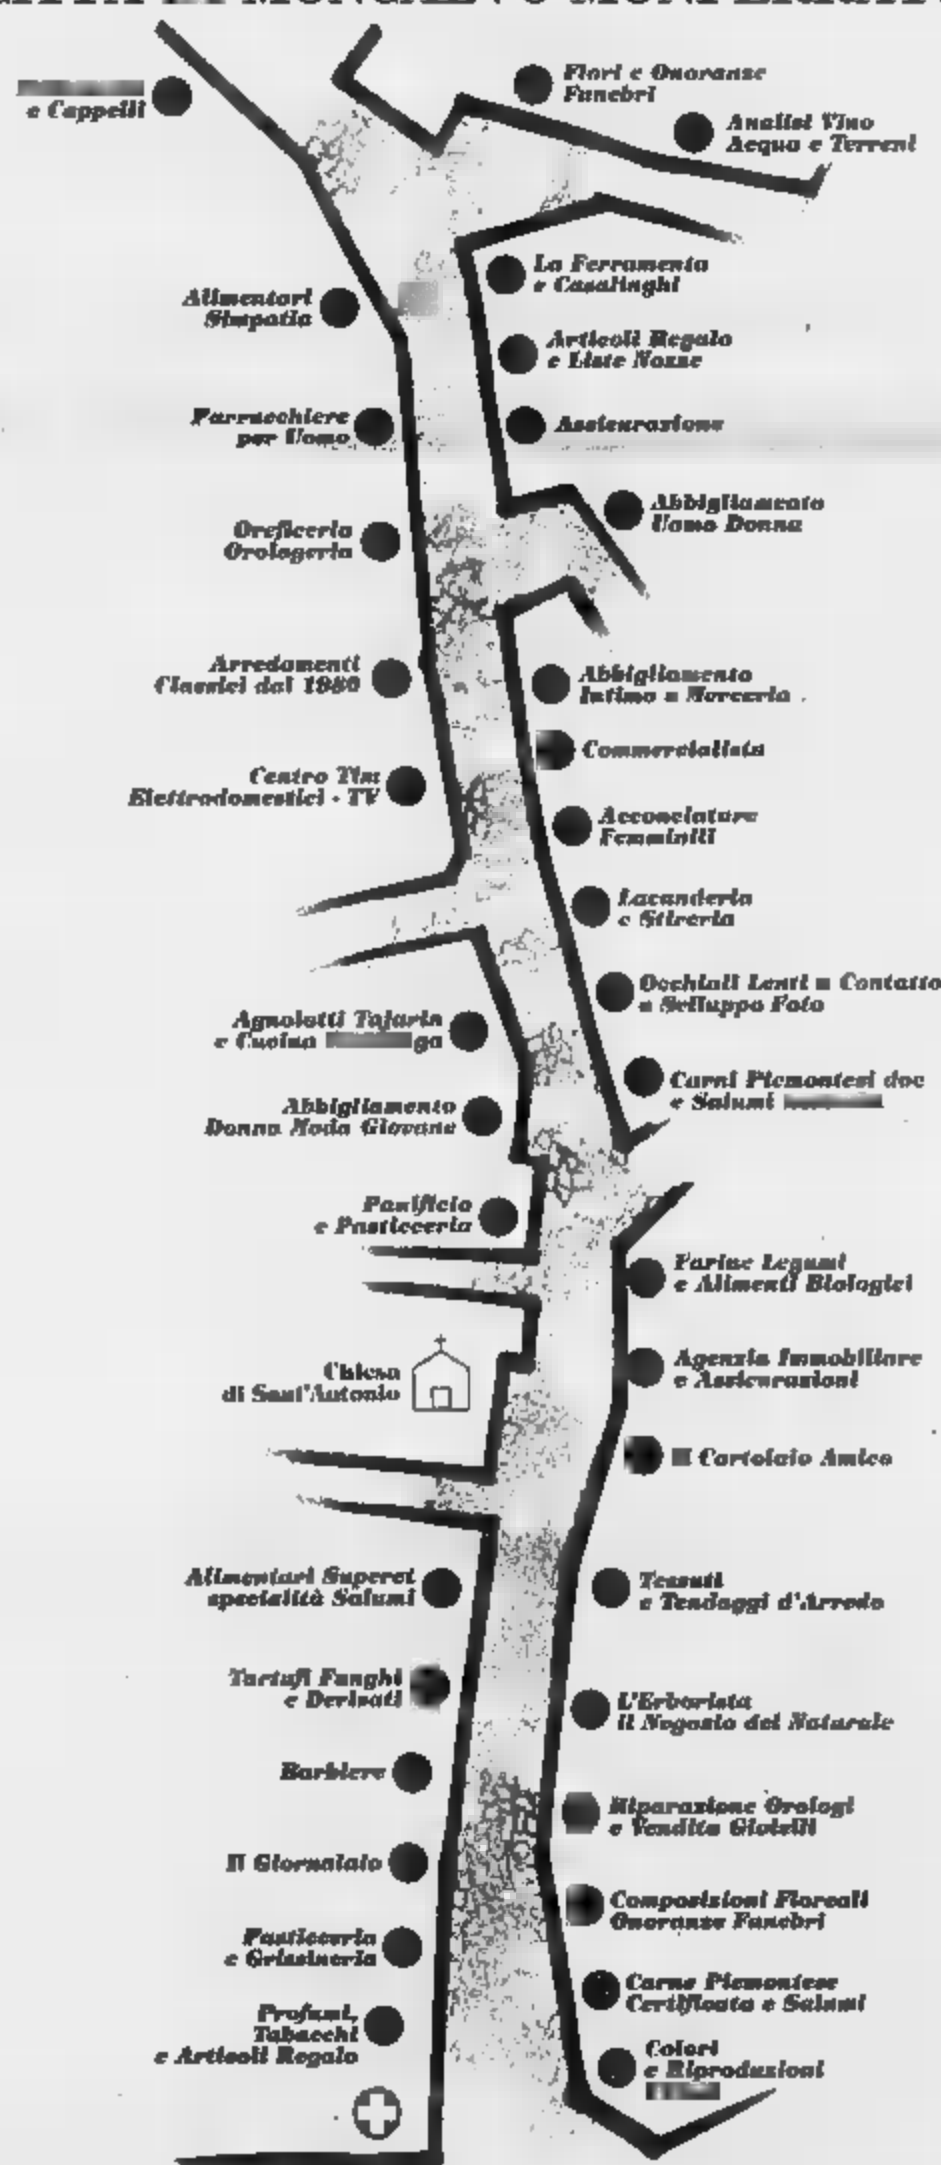 e Cappelli
Fiori e Onoranze
Funebri
Analisi Vino
Acqua e Terreni
La Ferramenta
e Casalinghi
Alimentari
Simpatia
Articoli Regalo
e Liste Nozze
Parrucchiere
per Uomo
Assicurazione
Abbigliamento
Uomo Donna
Oreficeria
Orologeria
Arredamenti
Classici dal
Abbigliamento
Intimo e Merceria
Commercialista
Centro Tim
Elettrodomestici - TV
Acconciature
Femminili
Lavanderia
e Stireria
Occhiali Lenti a Contatto
e Sviluppo Foto
Agnolotti Tajarin
e Cucina
Carni Piemontesi doc
e Salumi
Abbigliamento
Donna Moda Giovane
Panificio
e Pasticceria
Farine Legumi
e Alimenti Biologici
Chiesa
di Sant'Antonio
Agenzia Immobiliare
e Assicurazioni
Il Cartolaio Amico
Alimentari Superet
specialità Salumi
Tessuti
e Tendaggi d'Arredo
Tartufi Funghi
e Derivati
L'Erborista
il Negozio del Naturale
Barbiere
Riparazione Orologi
e Vendita Gioielli
Il Giornalaio
Composizioni Floreali
Onoranze Funebri
Pasticceria
e Grissineria
Carne Piemontese
Certificata e Salumi
Profumi,
Tabacchi
e Articoli Regalo
Colori
e Riproduzioni